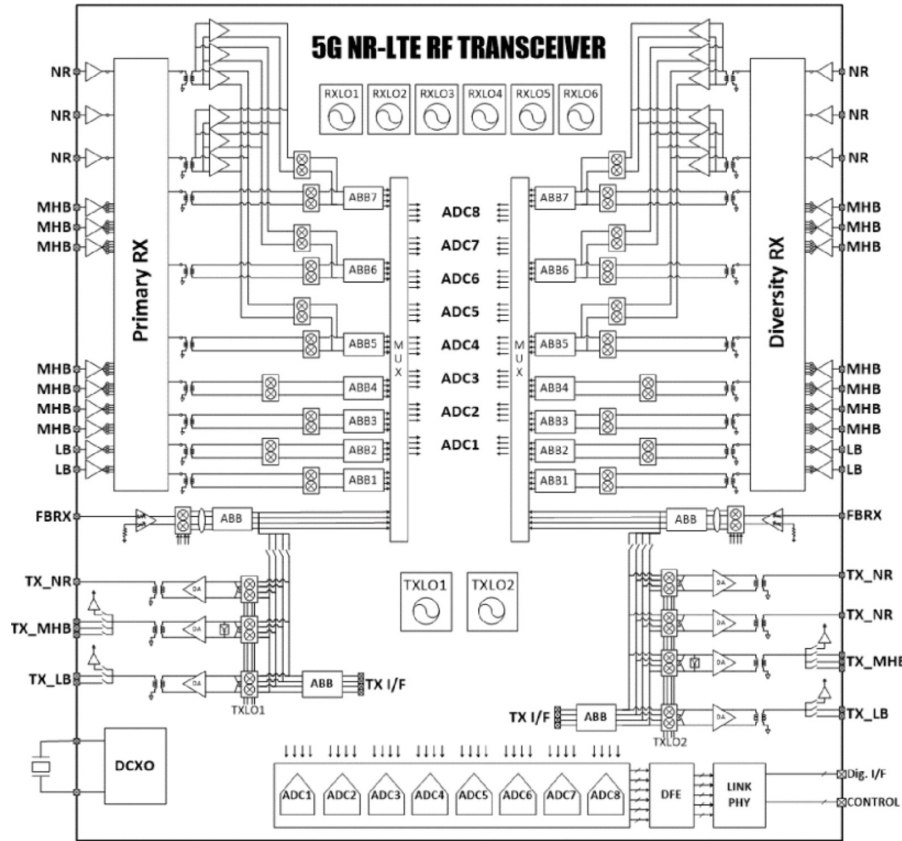 5G NR-LTE RF TRANSCEIVER
RXLO1 RXLO2 RXLO3 RXLO4 RXLO5 RXLO6
NR
NR
NR
MHB
MHB
MHB
MHB
MHB
MHB
MHB
LB
LB
FBRX
TX_NR
TX_MHB
TX_LB
Primary RX
ABB7
ABB6
ABB5
ABB4
ABB3
ABB2
ABB1
ABB
MUX
ADC8
ADC7
ADC6
ADC5
ADC4
ADC3
ADC2
ADC1
MUX
ABB7
ABB6
ABB5
ABB4
ABB3
ABB2
ABB1
ABB
Diversity RX
NR
NR
NR
MHB
MHB
MHB
MHB
MHB
MHB
MHB
LB
LB
FBRX
TX_NR
TX_NR
TX_MHB
TX_LB
DA
DA
DA
TXLO1
ABB
TX I/F
TXLO1 TXLO2
TX I/F
ABB
TXLO2
DA
DA
DA
DA
DCXO
ADC1 ADC2 ADC3 ADC4 ADC5 ADC6 ADC7 ADC8
DFE
LINK
PHY
Dig. I/F
CONTROL